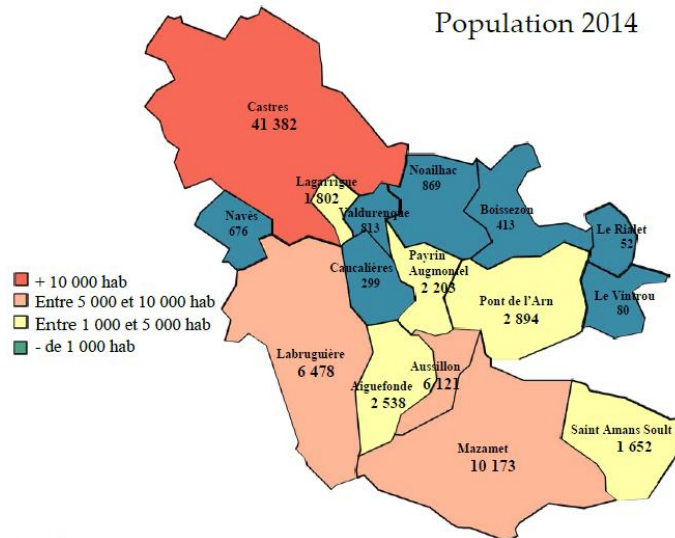 Population 2014
Castres
41 382
Lagarrigue
1 802
Noailhac
869
Valdurenque
813
Boissezon
413
Navès
676
Le Rialet
52
Caucalières
299
Payrin
Augmontel
2 203
Pont de l'Arn
2 894
Le Vintrou
80
+ 10 000 hab
Entre 5 000 et 10 000 hab
Entre 1 000 et 5 000 hab
- de 1 000 hab
Labruguière
6 478
Aussillon
6 121
Aiguefonde
2 538
Saint Amans Soult
1 652
Mazamet
10 173